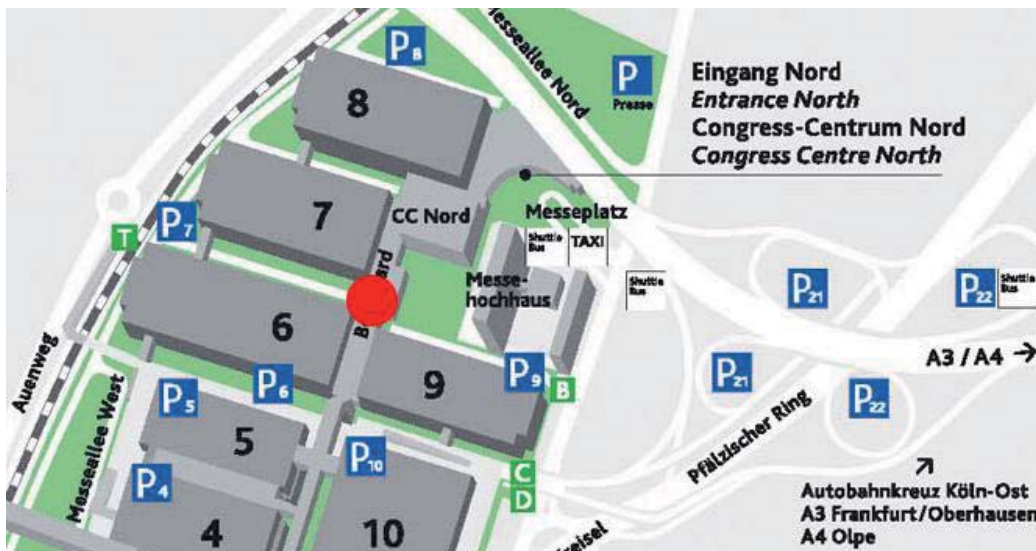 Messeallee Nord
P8
P
Presse
Eingang Nord
Entrance North
Congress-Centrum Nord
Congress Centre North
8
7
CC Nord
Messeplatz
Shuttle
Bus
TAXI
P7
T
Messe-
hochhaus
Shuttle
Bus
P21
P22
Shuttle
Bus
6
9
P9
B
P21
P22
A3 / A4
Auenweg
Messeallee West
P6
P5
5
P10
C
D
Pfälzischer Ring
P4
4
10
Autobahnkreuz Köln-Ost
A3 Frankfurt/Oberhausen
A4 Olpe